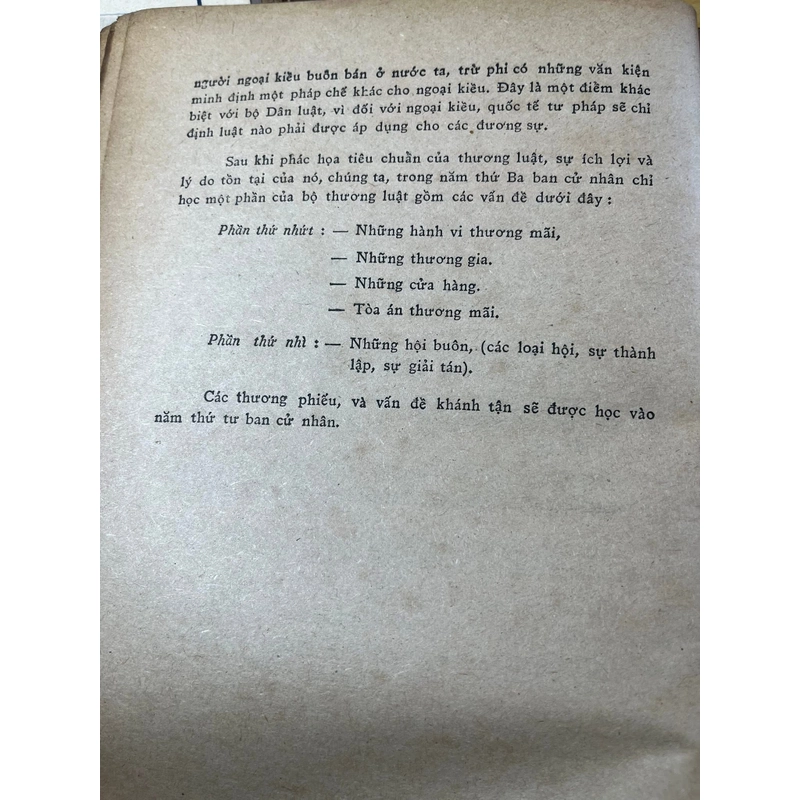 người ngoại kiều buôn bán ở nước ta, trừ phi có những văn kiện
minh định một pháp chế khác cho ngoại kiều. Đây là một điểm khác
biệt với bộ Dân luật, vì đối với ngoại kiều, quốc tế tư pháp sẽ chỉ
định luật nào phải được áp dụng cho các đương sự.
Sau khi phác họa tiêu chuẩn của thương luật, sự ích lợi và
lý do tồn tại của nó, chúng ta, trong năm thứ Ba ban cử nhân chỉ
học một phần của bộ thương luật gồm các vấn đề dưới đây :
Phần thứ nhứt : — Những hành vi thương mãi,
— Những thương gia.
— Những cửa hàng.
— Tòa án thương mãi.
Phần thứ nhì : — Những hội buôn, (các loại hội, sự thành
lập, sự giải tán).
Các thương phiếu, và vấn đề khánh tận sẽ được học vào
năm thứ tư ban cử nhân.